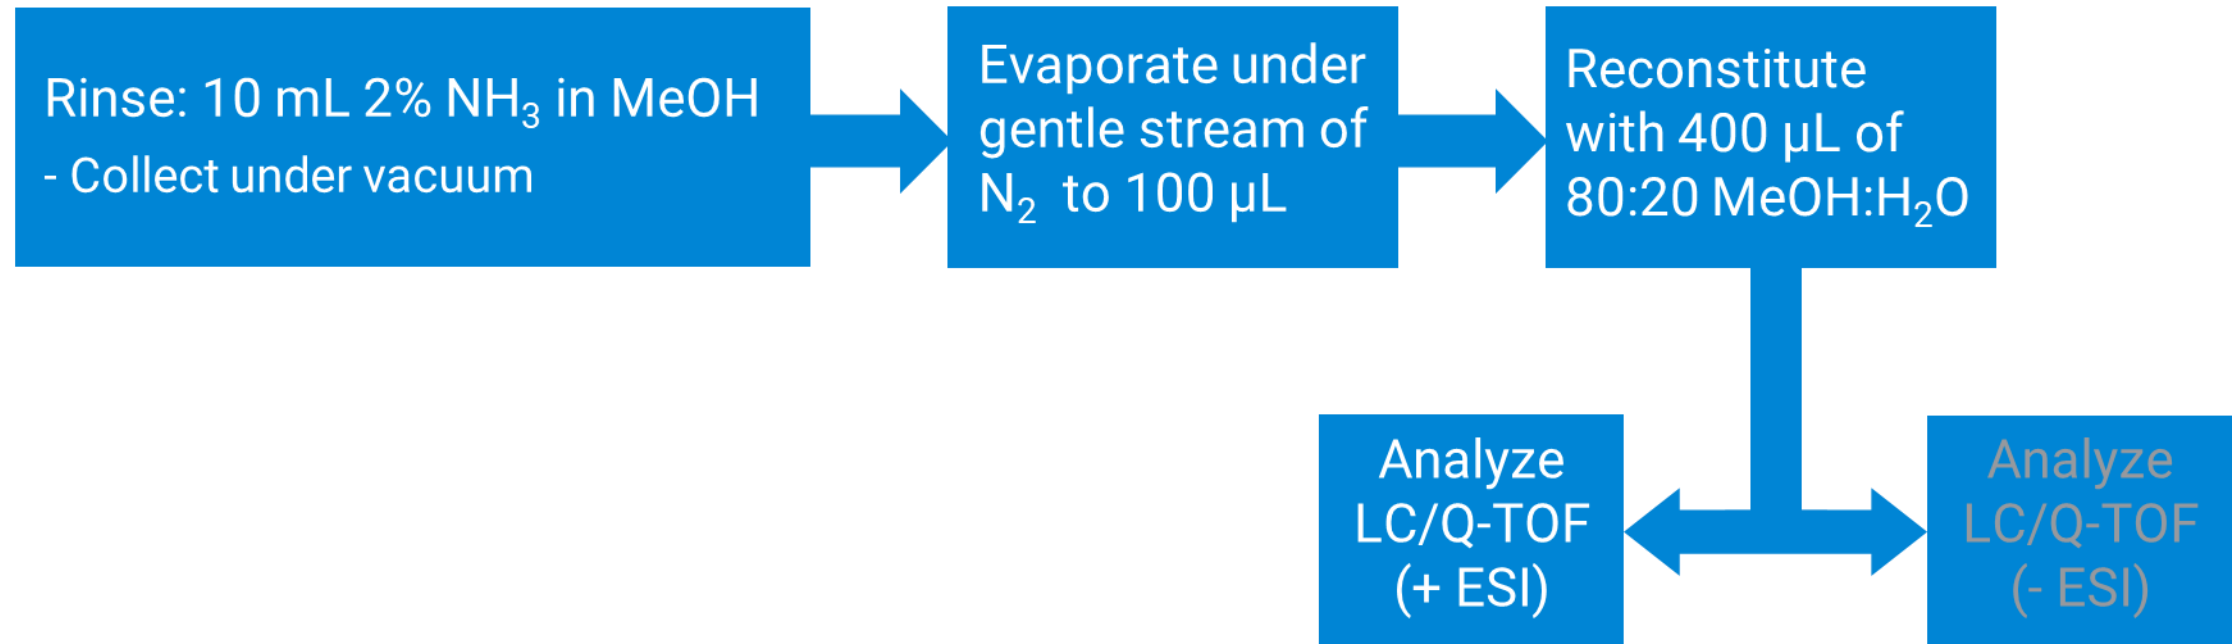 Rinse: 10 mL 2% NH₃ in MeOH
- Collect under vacuum
Evaporate under
gentle stream of
N₂  to 100 µL
Reconstitute
with 400 µL of
80:20 MeOH:H₂O
Analyze
LC/Q-TOF
(+ ESI)
Analyze
LC/Q-TOF
(- ESI)